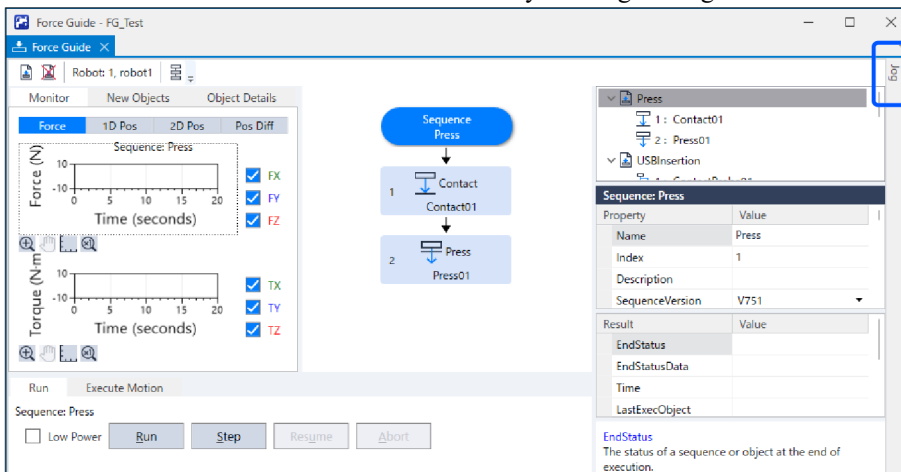 Force Guide - FG_Test
Force Guide
Robot: 1, robot1
Jog
Monitor New Objects Object Details
Force 1D Pos 2D Pos Pos Diff
Sequence: Press
Force (N)
10
-10
0 5 10 15 20
Time (seconds)
FX
FY
FZ
Torque (N·m)
10
-10
0 5 10 15 20
Time (seconds)
TX
TY
TZ
Sequence
Press
1 Contact
Contact01
2 Press
Press01
Press
1 : Contact01
2 : Press01
USBInsertion
Sequence: Press
Property Value
Name Press
Index 1
Description
SequenceVersion V751
Result Value
EndStatus
EndStatusData
Time
LastExecObject
EndStatus
The status of a sequence or object at the end of
execution.
Run Execute Motion
Sequence: Press
Low Power Run Step Resume Abort